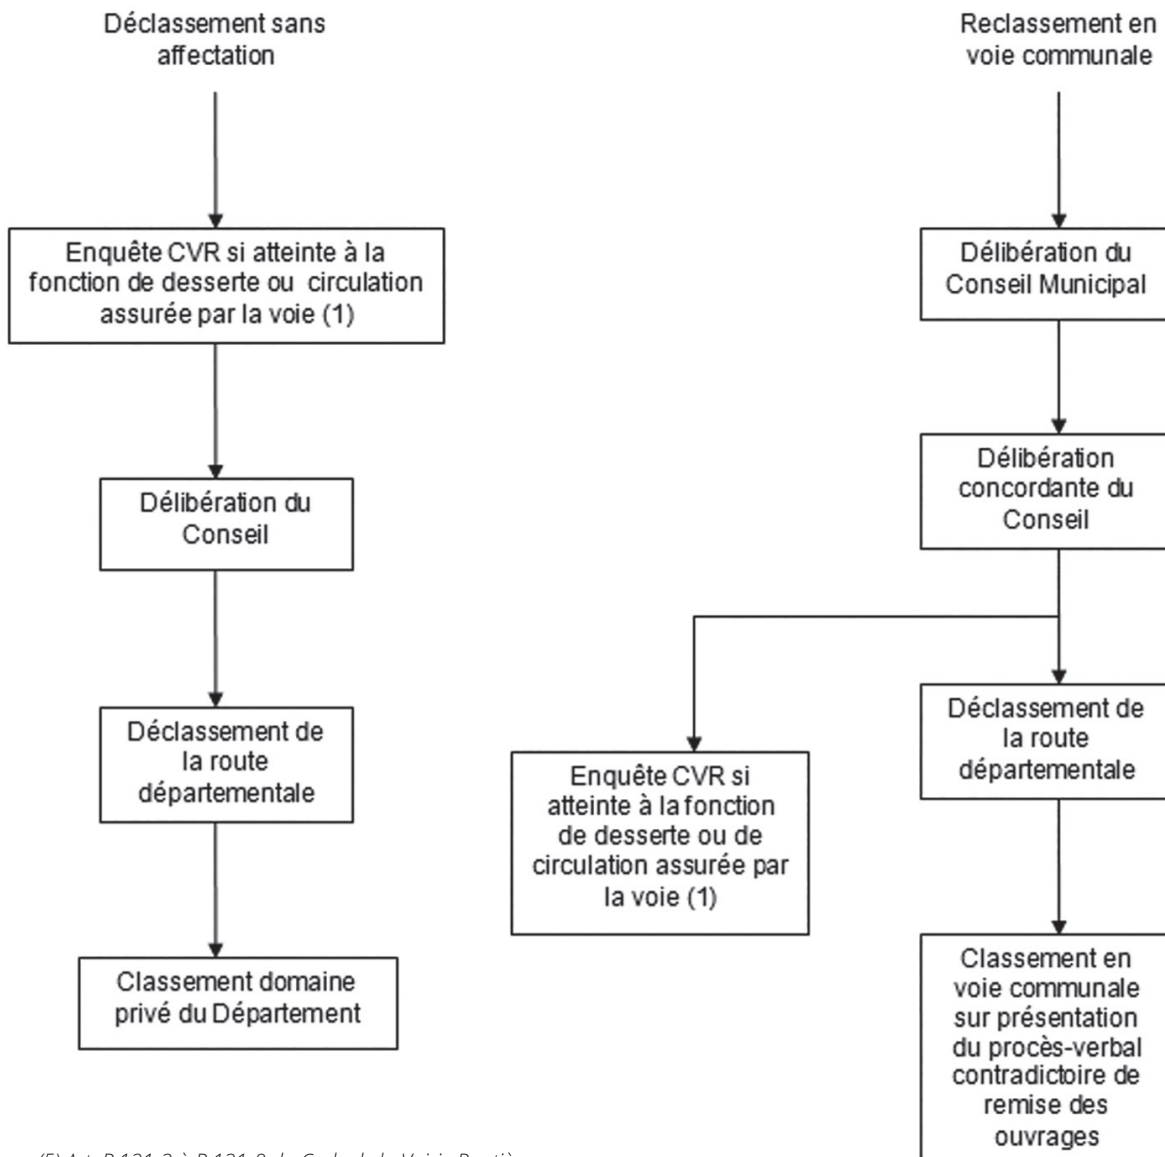 Déclassement sans
affectation
Enquête CVR si atteinte à la
fonction de desserte ou circulation
assurée par la voie (1)
Délibération du
Conseil
Déclassement de
la route
départementale
Classement domaine
privé du Département
Reclassement en
voie communale
Délibération du
Conseil Municipal
Délibération
concordante du
Conseil
Enquête CVR si
atteinte à la fonction
de desserte ou de
circulation assurée par
la voie (1)
Déclassement de
la route
départementale
Classement en
voie communale
sur présentation
du procès-verbal
contradictoire de
remise des
ouvrages